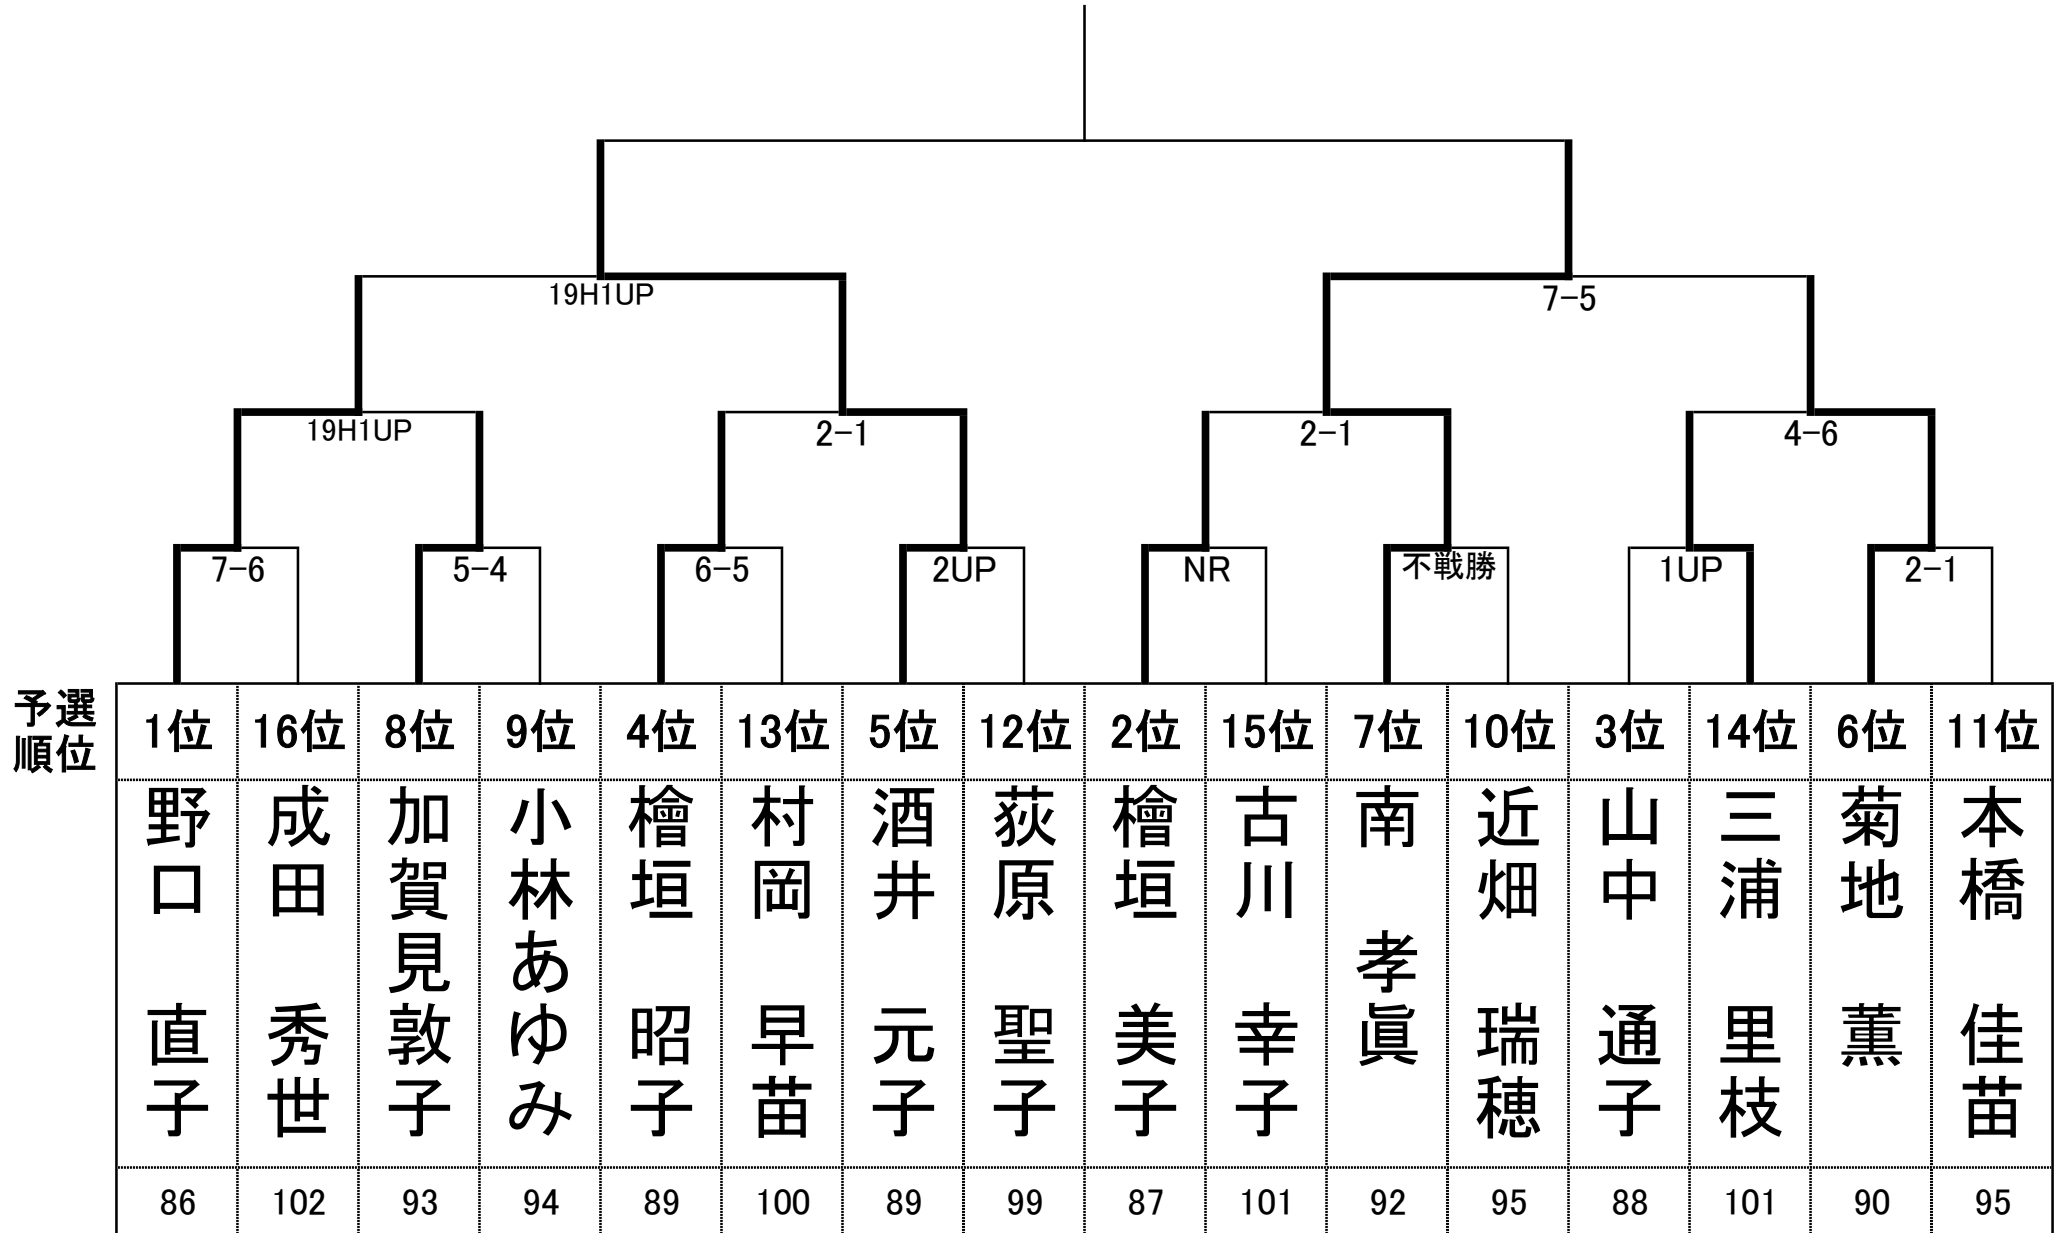 19H1UP 7-5
19H1UP 2-1 2-1 4-6
7-6 5-4 6-5 2UP NR 不戦勝 1UP 2-1
予選
順位
1位 16位 8位 9位 4位 13位 5位 12位 2位 15位 7位 10位 3位 14位 6位 11位
野口 直子
成田 秀世
加賀見敦子
小林あゆみ
檜垣 昭子
村岡 早苗
酒井 元子
荻原 聖子
檜垣 美子
古川 幸子
南 孝眞
近畑 瑞穂
山中 通子
三浦 里枝
菊地 薫
本橋 佳苗
86 102 93 94 89 100 89 99 87 101 92 95 88 101 90 95